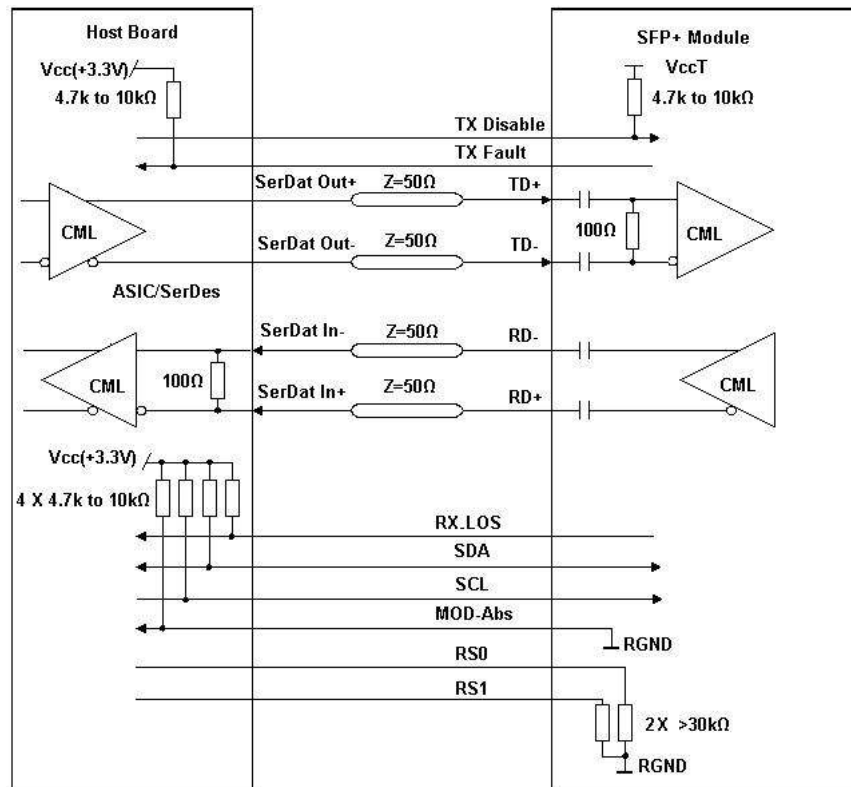 Host Board
SFP+ Module
Vcc(+3.3V)
4.7k to 10kΩ
VccT
4.7k to 10kΩ
TX Disable
TX Fault
SerDat Out+
Z=50Ω
TD+
CML
100Ω
CML
SerDat Out-
Z=50Ω
TD-
ASIC/SerDes
SerDat In-
Z=50Ω
RD-
CML
100Ω
CML
SerDat In+
Z=50Ω
RD+
Vcc(+3.3V)
4 X 4.7k to 10kΩ
RX_LOS
SDA
SCL
MOD-Abs
RGND
RS0
RS1
2 X >30kΩ
RGND